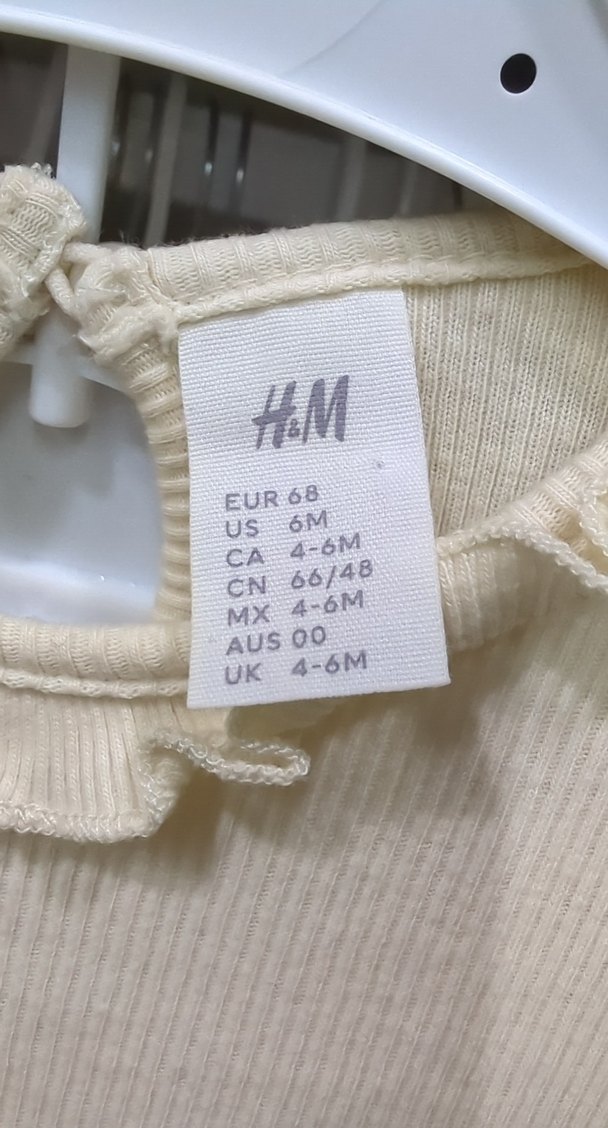 H&M
EUR 68
US 6M
CA 4-6M
CN 66/48
MX 4-6M
AUS 00
UK 4-6M